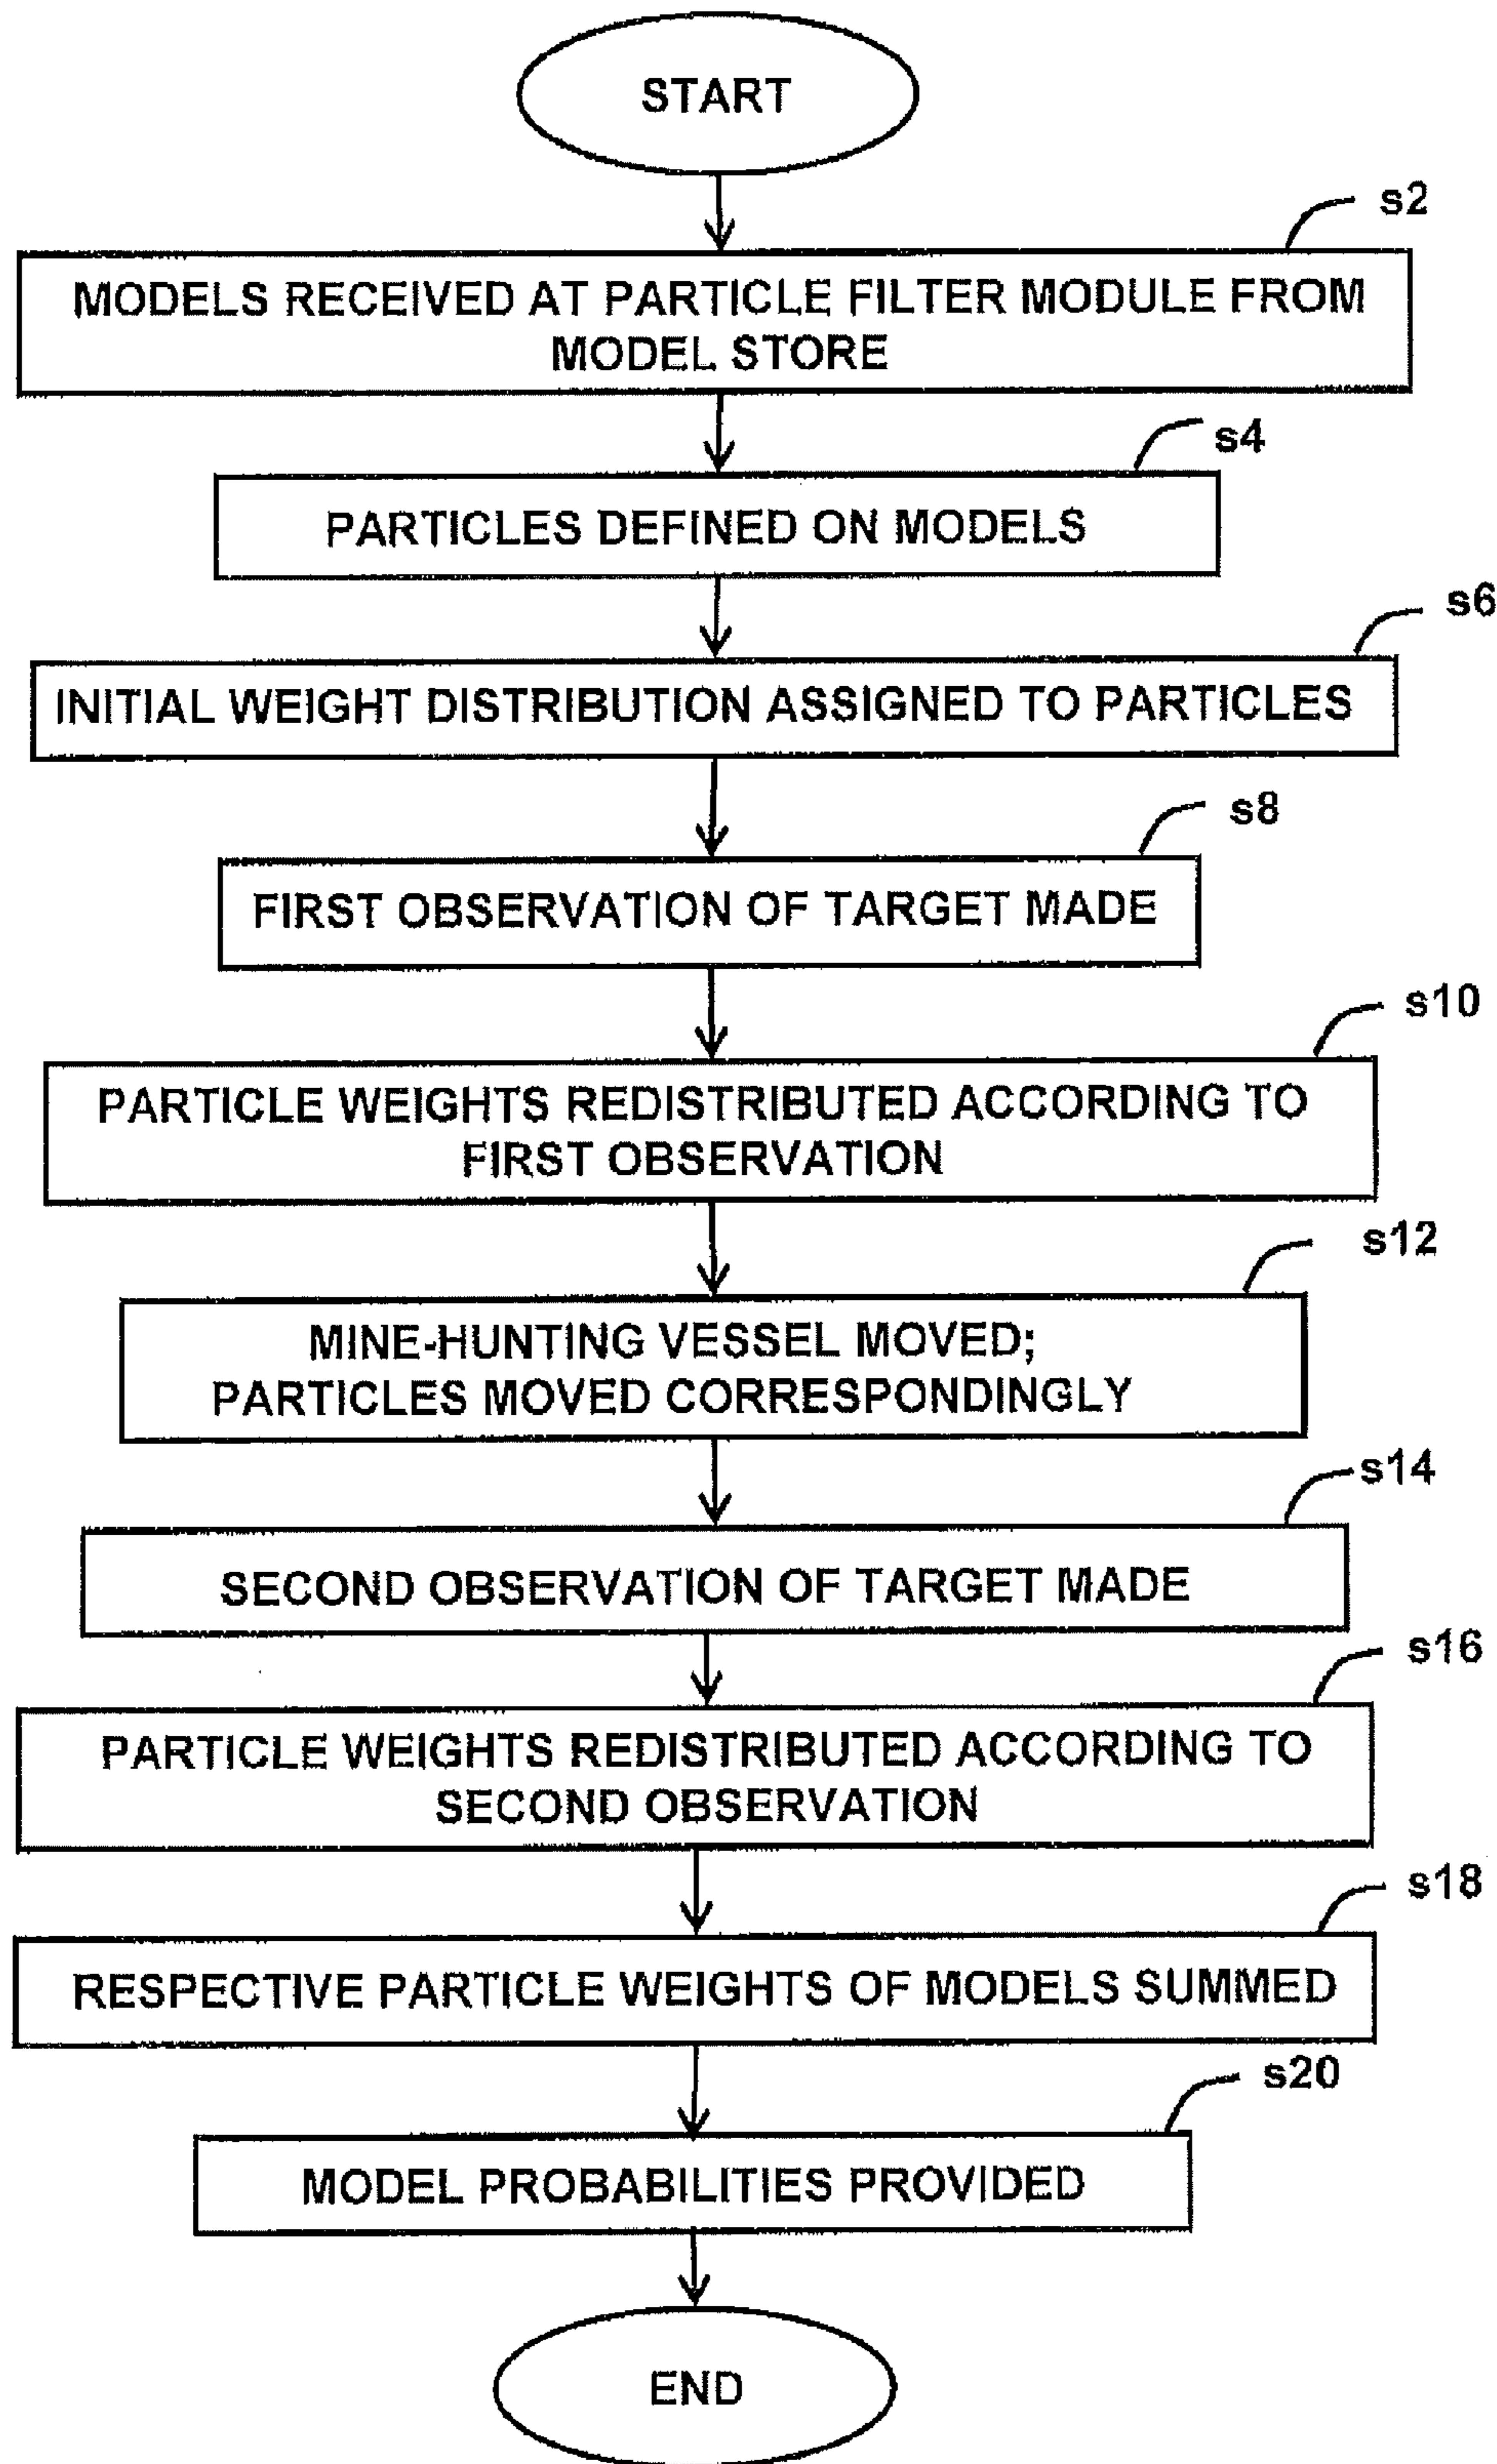 START
s2
MODELS RECEIVED AT PARTICLE FILTER MODULE FROM
MODEL STORE
s4
PARTICLES DEFINED ON MODELS
s6
INITIAL WEIGHT DISTRIBUTION ASSIGNED TO PARTICLES
s8
FIRST OBSERVATION OF TARGET MADE
s10
PARTICLE WEIGHTS REDISTRIBUTED ACCORDING TO
FIRST OBSERVATION
s12
MINE-HUNTING VESSEL MOVED;
PARTICLES MOVED CORRESPONDINGLY
s14
SECOND OBSERVATION OF TARGET MADE
s16
PARTICLE WEIGHTS REDISTRIBUTED ACCORDING TO
SECOND OBSERVATION
s18
RESPECTIVE PARTICLE WEIGHTS OF MODELS SUMMED
s20
MODEL PROBABILITIES PROVIDED
END